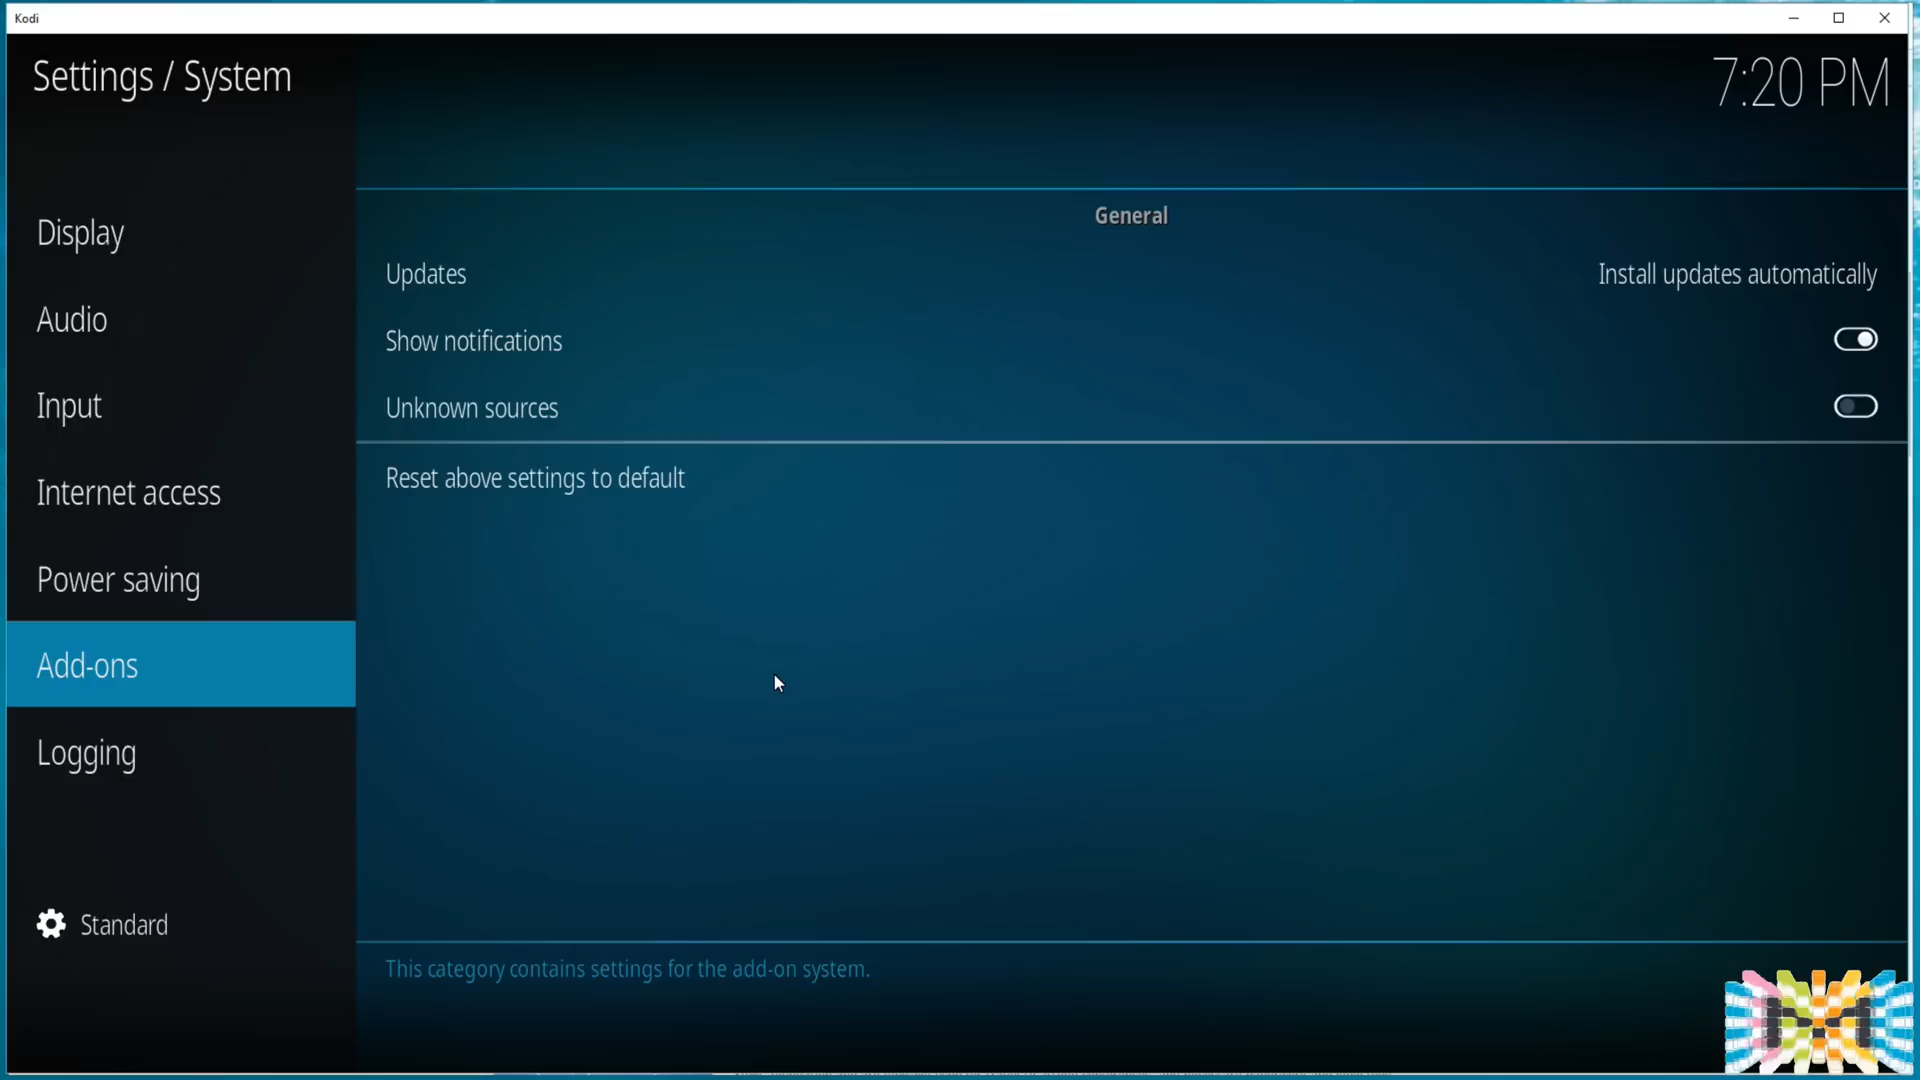 Kodi
Settings / System
7:20 PM
Display
Audio
Input
Internet access
Power saving
Add-ons
Logging
Standard
General
Updates
Install updates automatically
Show notifications
Unknown sources
Reset above settings to default
This category contains settings for the add-on system.